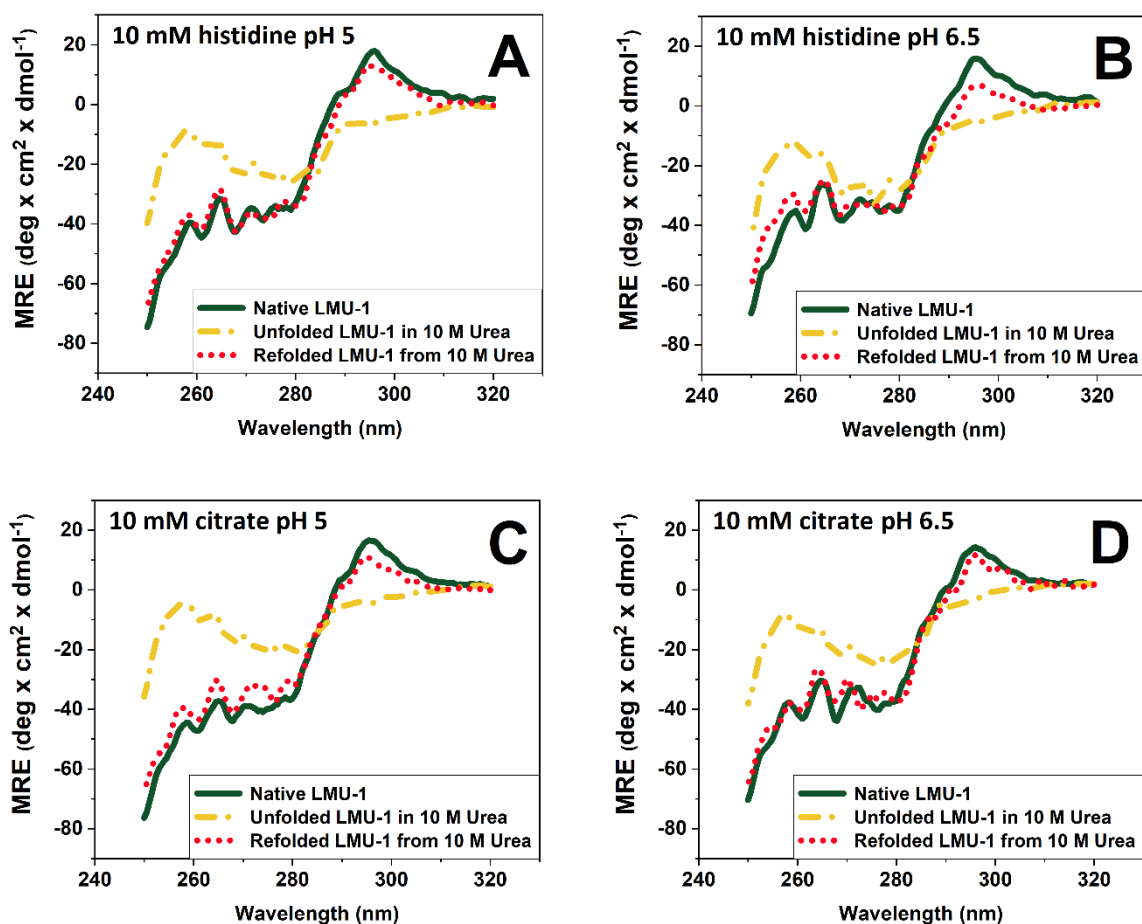 10 mM histidine pH 5
A
20
0
-20
-40
-60
-80
MRE (deg x cm² x dmol⁻¹)
Native LMU-1
Unfolded LMU-1 in 10 M Urea
Refolded LMU-1 from 10 M Urea
240
260
280
300
320
Wavelength (nm)
10 mM histidine pH 6.5
B
20
0
-20
-40
-60
-80
MRE (deg x cm² x dmol⁻¹)
Native LMU-1
Unfolded LMU-1 in 10 M Urea
Refolded LMU-1 from 10 M Urea
240
260
280
300
320
Wavelength (nm)
10 mM citrate pH 5
C
20
0
-20
-40
-60
-80
MRE (deg x cm² x dmol⁻¹)
Native LMU-1
Unfolded LMU-1 in 10 M Urea
Refolded LMU-1 from 10 M Urea
240
260
280
300
320
Wavelength (nm)
10 mM citrate pH 6.5
D
20
0
-20
-40
-60
-80
MRE (deg x cm² x dmol⁻¹)
Native LMU-1
Unfolded LMU-1 in 10 M Urea
Refolded LMU-1 from 10 M Urea
240
260
280
300
320
Wavelength (nm)